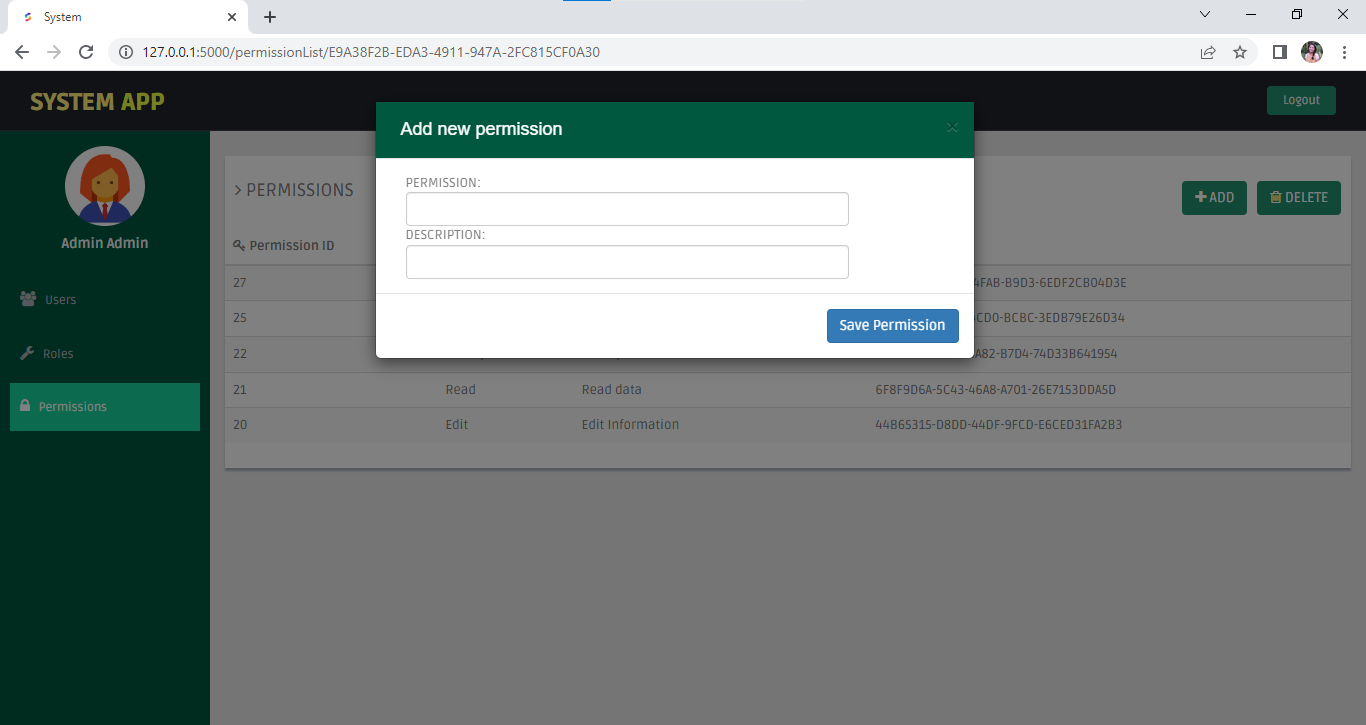 System
127.0.0.1:5000/permissionList/E9A38F2B-EDA3-4911-947A-2FC815CF0A30
SYSTEM APP
Logout
Add new permission
×
Admin Admin
Users
Roles
Permissions
> PERMISSIONS
ADD
DELETE
PERMISSION:
DESCRIPTION:
Save Permission
Permission ID
27
4FAB-B9D3-6EDF2CB04D3E
25
CD0-BCBC-3EDB79E26D34
22
A82-B7D4-74D33B641954
21 Read Read data 6F8F9D6A-5C43-46A8-A701-26E7153DDA5D
20 Edit Edit Information 44B65315-D8DD-44DF-9FCD-E6CED31FA2B3